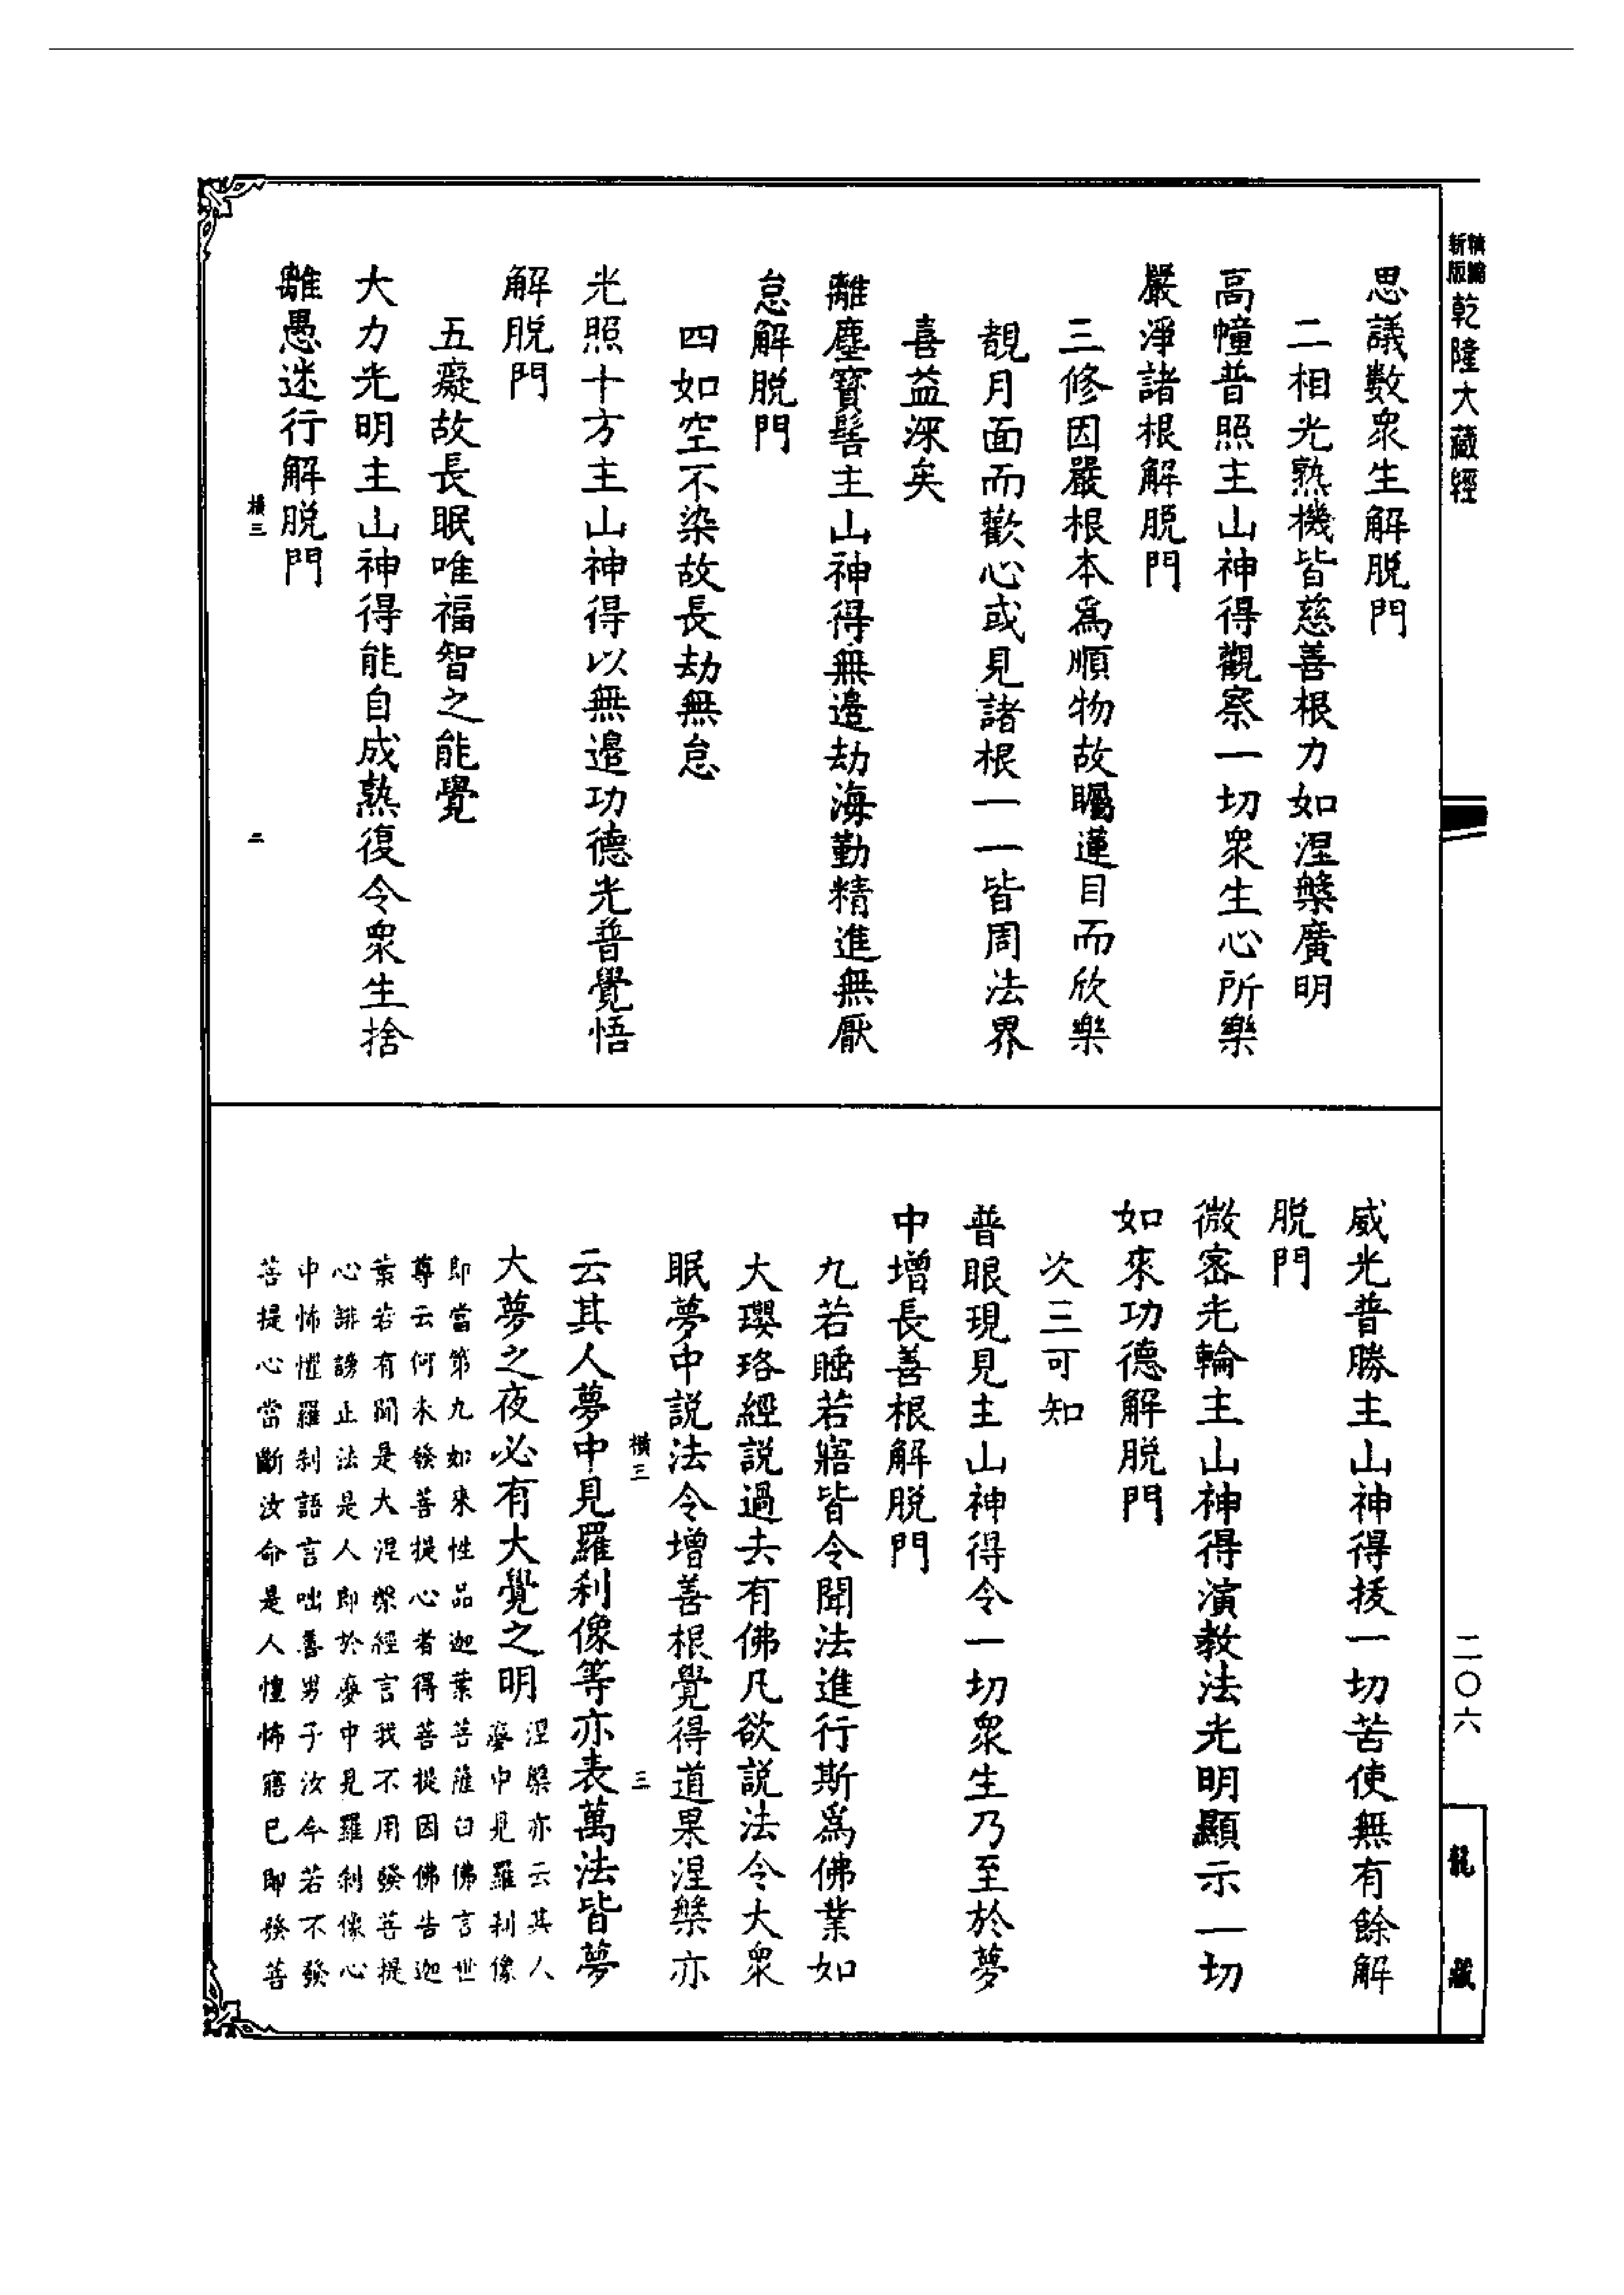 新版
精編
乾隆大藏經
二〇六
龍藏
思議數衆生解脱門
二相光熟機皆慈善根力如涅槃廣明
高幢普照主山神得觀察一切衆生心所樂
嚴淨諸根解脱門
三修因嚴根本爲順物故矚蓮目而欣樂
靚月面而歡心或見諸根一一皆周法界
喜益深矣
離塵寶髻主山神得無邊劫海勤精進無厭
怠解脱門
四如空不染故長劫無怠
光照十方主山神得以無邊功德光普覺悟
解脱門
五癡故長眠唯福智之能覺
大力光明主山神得能自成熟復令衆生捨
離愚迷行解脱門
橫三
二
威光普勝主山神得拔一切苦使無有餘解
脱門
微密光輪主山神得演教法光明顯示一切
如來功德解脱門
次三可知
普眼現見主山神得令一切衆生乃至於夢
中增長善根解脱門
九若睡若寤皆令聞法進行斯爲佛業如
大瓔珞經説過去有佛凡欲説法令大衆
眠夢中説法令增善根覺得道果涅槃亦
橫三
三
云其人夢中見羅刹像等亦表萬法皆夢
大夢之夜必有大覺之明
涅槃亦云其人
夢中見羅刹像
即當第九如來性品迦葉菩薩白佛言世
尊云何未發菩提心者得菩提因佛告迦
葉若有聞是大涅槃經言我不用發菩提
心誹謗正法是人即於夢中見羅刹像心
中怖懼羅刹語言咄善男子汝今若不發
菩提心當斷汝命是人惶怖寤已即發菩